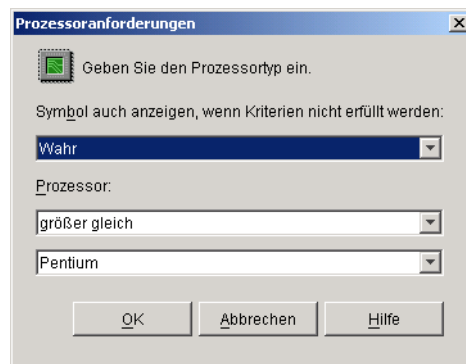 Prozessoranforderungen
Geben Sie den Prozessortyp ein.
Symbol auch anzeigen, wenn Kriterien nicht erfüllt werden:
Wahr
Prozessor:
größer gleich
Pentium
OK
Abbrechen
Hilfe